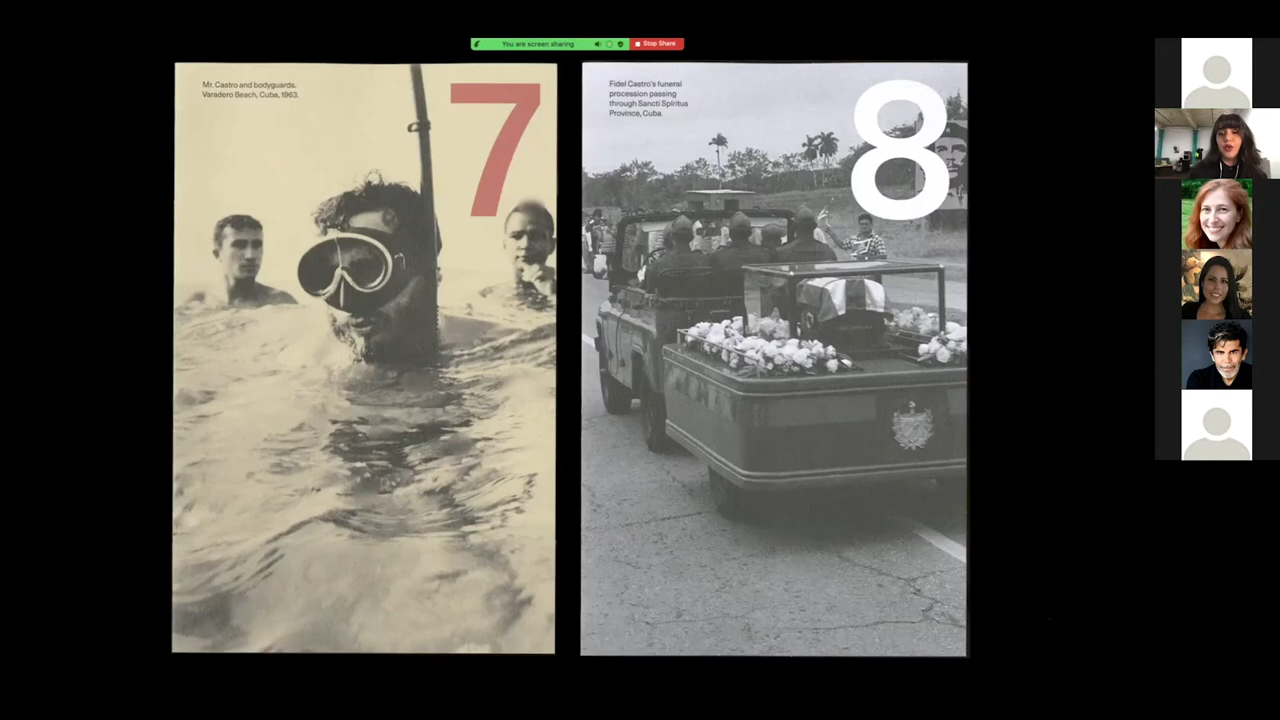 You are screen sharing
Stop Share
Mr. Castro and bodyguards.
Varadero Beach, Cuba, 1963.
7
Fidel Castro's funeral
procession passing
through Sancti Spíritus
Province, Cuba.
8